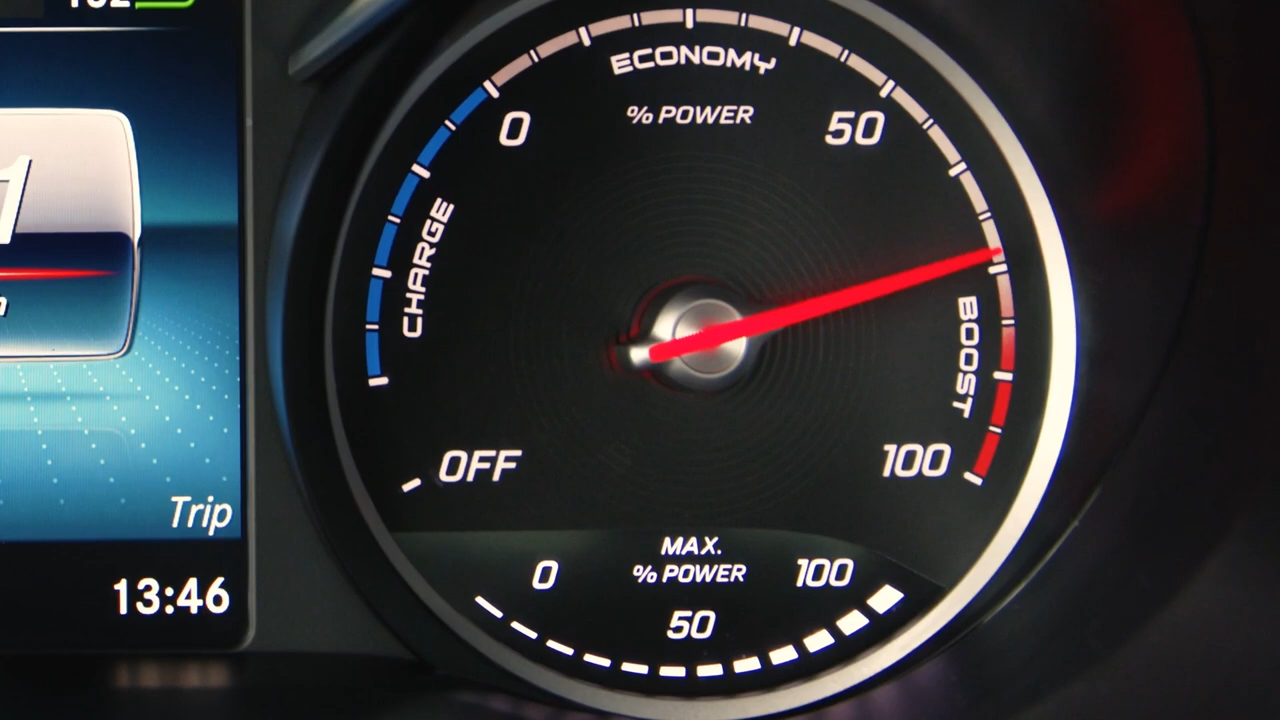 ECONOMY
% POWER
0
50
CHARGE
BOOST
OFF
100
MAX.
% POWER
0
100
50
Trip
13:46